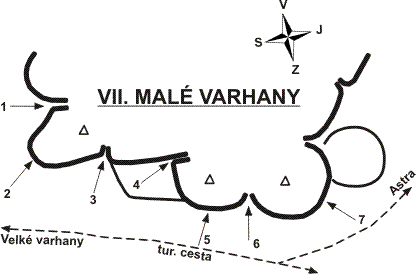 V
S
J
Z
VII. MALÉ VARHANY
1
2
3
4
5
6
7
Velké varhany
tur. cesta
Astra